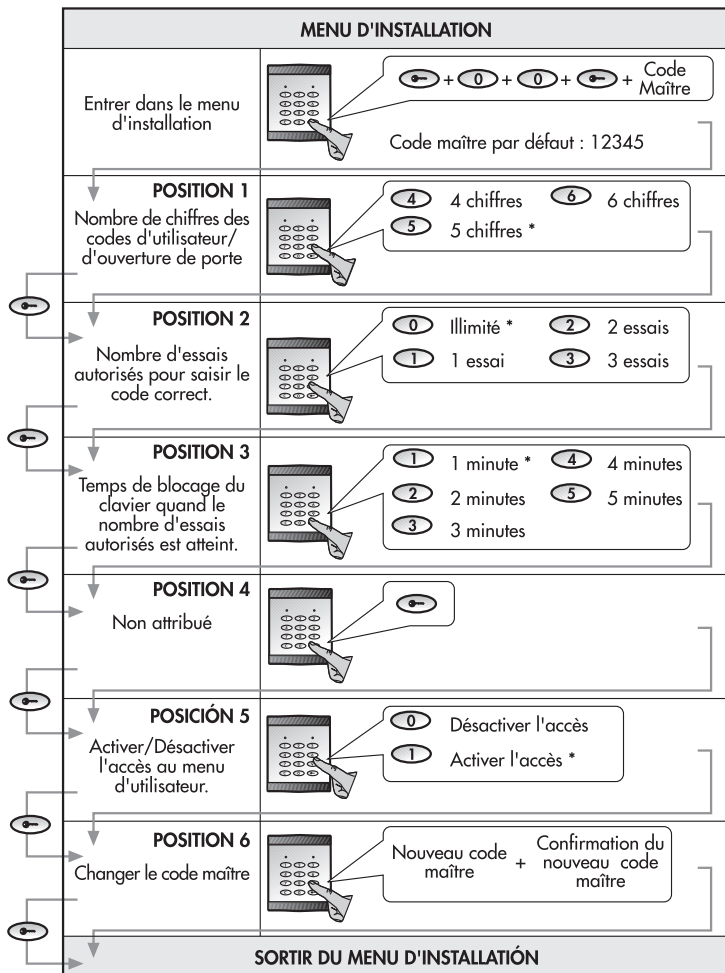 MENU D'INSTALLATION
Entrer dans le menu
d'installation
+ 0 + 0 + + Code
Maître
Code maître par défaut : 12345
POSITION 1
Nombre de chiffres des
codes d'utilisateur/
d'ouverture de porte
4 4 chiffres 6 6 chiffres
5 5 chiffres *
POSITION 2
Nombre d'essais
autorisés pour saisir le
code correct.
0 Illimité * 2 2 essais
1 1 essai 3 3 essais
POSITION 3
Temps de blocage du
clavier quand le
nombre d'essais
autorisés est atteint.
1 1 minute * 4 4 minutes
2 2 minutes 5 5 minutes
3 3 minutes
POSITION 4
Non attribué
POSICIÓN 5
Activer/Désactiver
l'accès au menu
d'utilisateur.
0 Désactiver l'accès
1 Activer l'accès *
POSITION 6
Changer le code maître
Nouveau code
maître
+
Confirmation du
nouveau code
maître
SORTIR DU MENU D'INSTALLATIÓN